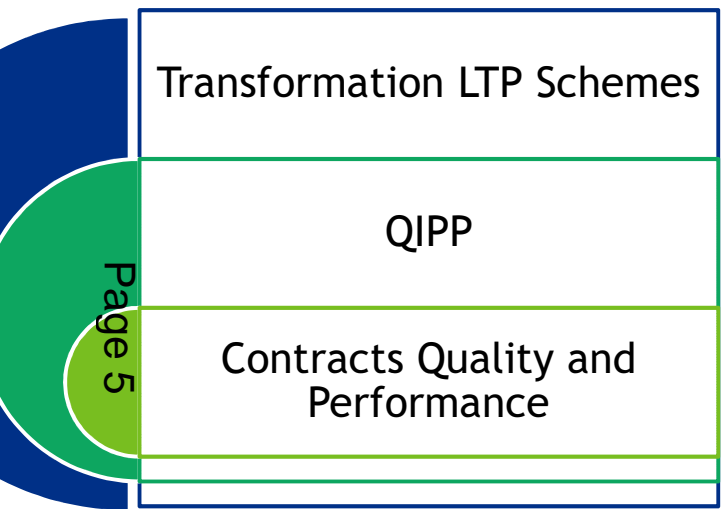 Transformation LTP Schemes
QIPP
Page 5
Contracts Quality and
Performance